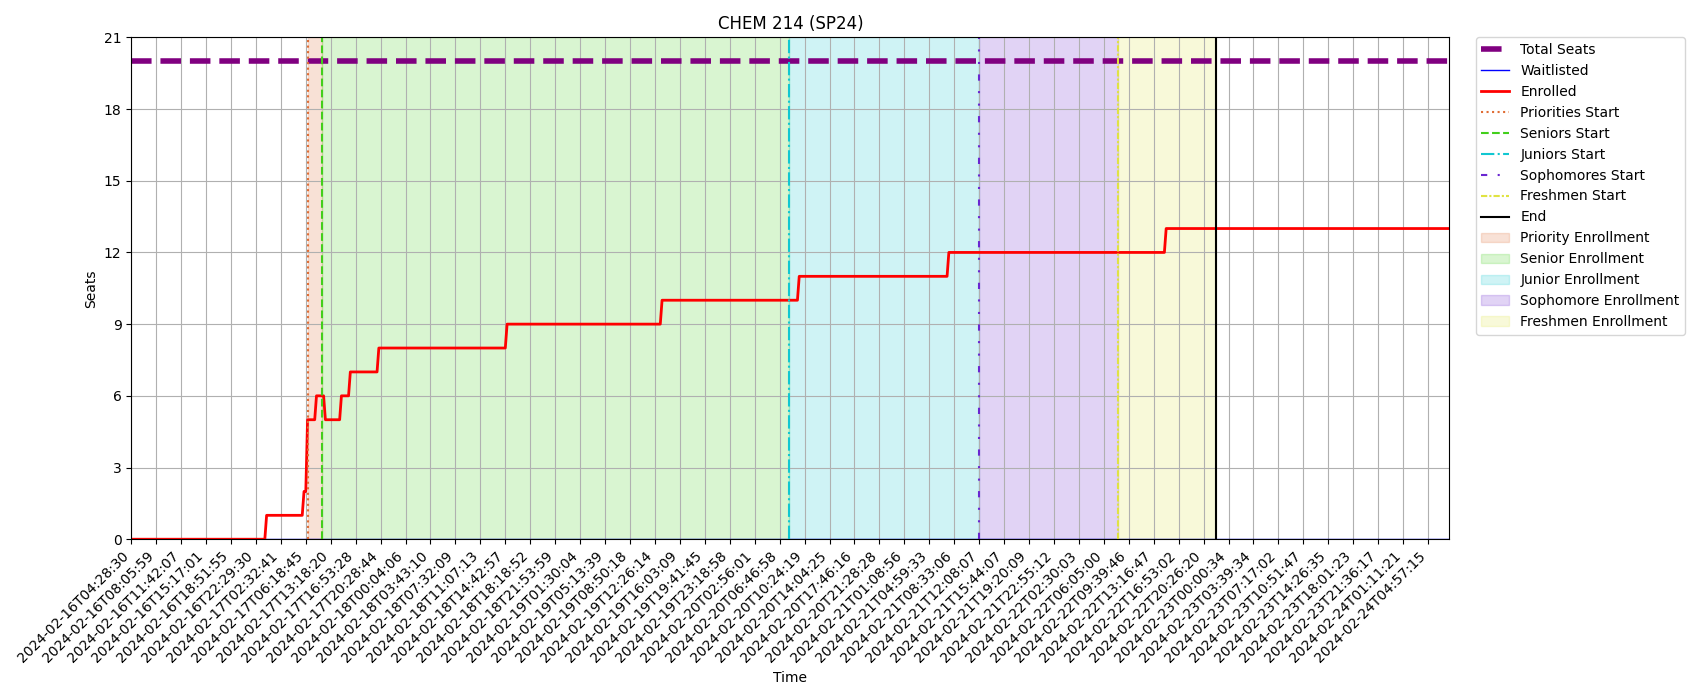 CHEM 214 (SP24)
21
18
15
12
9
6
3
0
Seats
2024-02-16T04:28:30
2024-02-16T08:05:59
2024-02-16T11:42:07
2024-02-16T15:17:01
2024-02-16T18:51:55
2024-02-16T22:29:30
2024-02-17T02:32:41
2024-02-17T06:18:45
2024-02-17T13:18:20
2024-02-17T16:53:28
2024-02-17T20:28:44
2024-02-18T00:04:06
2024-02-18T03:43:10
2024-02-18T07:32:09
2024-02-18T11:07:13
2024-02-18T14:42:57
2024-02-18T18:18:52
2024-02-18T21:53:59
2024-02-19T01:30:04
2024-02-19T05:13:39
2024-02-19T08:50:18
2024-02-19T12:26:14
2024-02-19T16:03:09
2024-02-19T19:41:45
2024-02-19T23:18:58
2024-02-20T02:56:01
2024-02-20T06:46:58
2024-02-20T10:24:19
2024-02-20T14:04:25
2024-02-20T17:46:16
2024-02-20T21:28:28
2024-02-21T01:08:56
2024-02-21T04:59:33
2024-02-21T08:33:06
2024-02-21T12:08:07
2024-02-21T15:44:07
2024-02-21T19:20:09
2024-02-21T22:55:12
2024-02-22T02:30:03
2024-02-22T06:05:00
2024-02-22T09:39:46
2024-02-22T13:16:47
2024-02-22T16:53:02
2024-02-22T20:26:20
2024-02-23T00:00:34
2024-02-23T03:39:34
2024-02-23T07:17:02
2024-02-23T10:51:47
2024-02-23T14:26:35
2024-02-23T18:01:23
2024-02-23T21:36:17
2024-02-24T01:11:21
2024-02-24T04:57:15
Time
Total Seats
Waitlisted
Enrolled
Priorities Start
Seniors Start
Juniors Start
Sophomores Start
Freshmen Start
End
Priority Enrollment
Senior Enrollment
Junior Enrollment
Sophomore Enrollment
Freshmen Enrollment